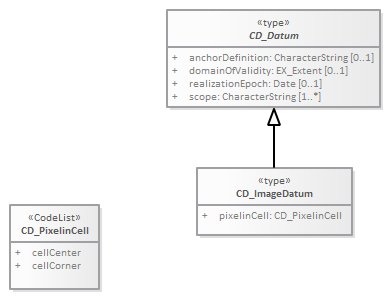 «type»
CD_Datum
+ anchorDefinition: CharacterString [0..1]
+ domainOfValidity: EX_Extent [0..1]
+ realizationEpoch: Date [0..1]
+ scope: CharacterString [1..*]
«type»
CD_ImageDatum
+ pixelinCell: CD_PixelinCell
«CodeList»
CD_PixelinCell
+ cellCenter
+ cellCorner